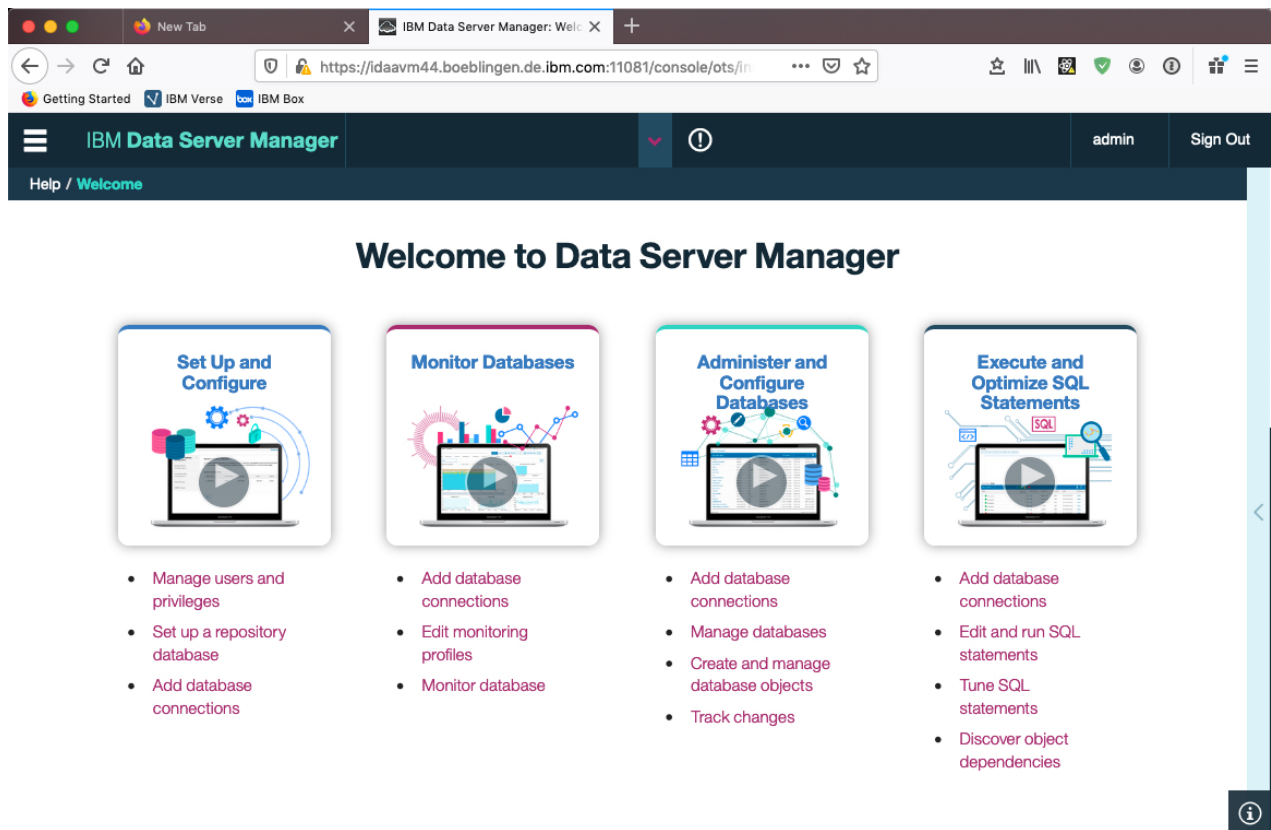 New Tab
IBM Data Server Manager: Welc
https://idaavm44.boeblingen.de.ibm.com:11081/console/ots/in
Getting Started IBM Verse box IBM Box
IBM Data Server Manager
admin Sign Out
Help / Welcome
Welcome to Data Server Manager
Set Up and
Configure
Monitor Databases
Administer and
Configure
Databases
Execute and
Optimize SQL
Statements
SQL
Manage users and
privileges
Set up a repository
database
Add database
connections
Add database
connections
Edit monitoring
profiles
Monitor database
Add database
connections
Manage databases
Create and manage
database objects
Track changes
Add database
connections
Edit and run SQL
statements
Tune SQL
statements
Discover object
dependencies